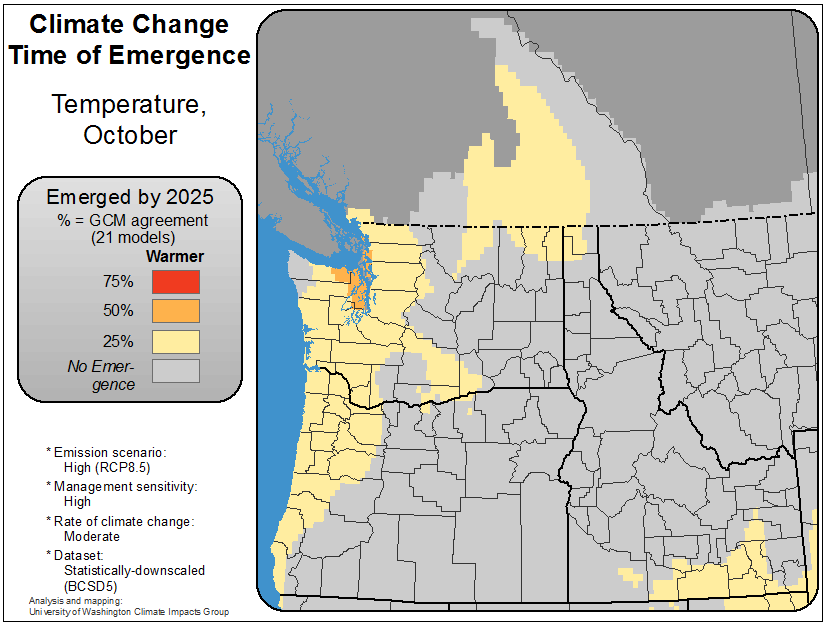 Climate Change
Time of Emergence
Temperature,
October
Emerged by 2025
% = GCM agreement
(21 models)
Warmer
75%
50%
25%
No Emer-
gence
* Emission scenario:
High (RCP8.5)
* Management sensitivity:
High
* Rate of climate change:
Moderate
* Dataset:
Statistically-downscaled
(BCSD5)
Analysis and mapping:
University of Washington Climate Impacts Group